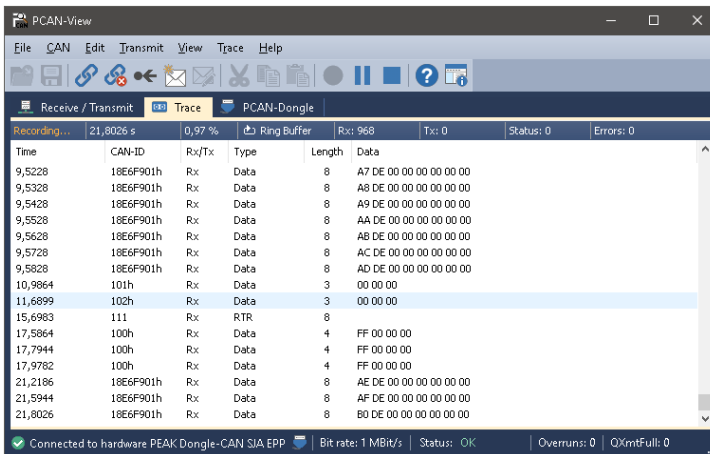 PCAN-View
File CAN Edit Transmit View Trace Help
Receive / Transmit Trace PCAN-Dongle
Recording... 21,8026 s 0,97 % Ring Buffer Rx: 968 Tx: 0 Status: 0 Errors: 0
Time CAN-ID Rx/Tx Type Length Data
9,5228 18E6F901h Rx Data 8 A7 DE 00 00 00 00 00 00
9,5328 18E6F901h Rx Data 8 A8 DE 00 00 00 00 00 00
9,5428 18E6F901h Rx Data 8 A9 DE 00 00 00 00 00 00
9,5528 18E6F901h Rx Data 8 AA DE 00 00 00 00 00 00
9,5628 18E6F901h Rx Data 8 AB DE 00 00 00 00 00 00
9,5728 18E6F901h Rx Data 8 AC DE 00 00 00 00 00 00
9,5828 18E6F901h Rx Data 8 AD DE 00 00 00 00 00 00
10,9864 101h Rx Data 3 00 00 00
11,6899 102h Rx Data 3 00 00 00
15,6983 111 Rx RTR 8
17,5864 100h Rx Data 4 FF 00 00 00
17,7944 100h Rx Data 4 FF 00 00 00
17,9782 100h Rx Data 4 FF 00 00 00
21,2186 18E6F901h Rx Data 8 AE DE 00 00 00 00 00 00
21,5944 18E6F901h Rx Data 8 AF DE 00 00 00 00 00 00
21,8026 18E6F901h Rx Data 8 B0 DE 00 00 00 00 00 00
Connected to hardware PEAK Dongle-CAN SJA EPP Bit rate: 1 MBit/s Status: OK Overruns: 0 QXmtFull: 0